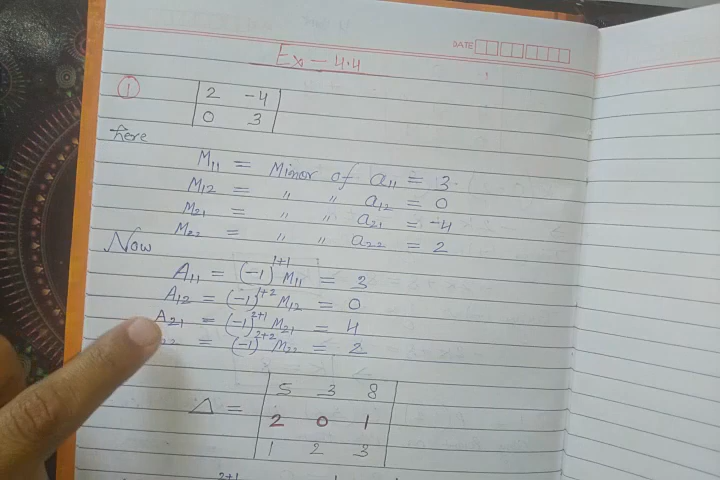 DATE
Ex - 4.4
① | 2 -4 |
| 0 3 |
here
M₁₁ = Minor of a₁₁ = 3.
M₁₂ = " " a₁₂ = 0
M₂₁ = " " a₂₁ = -4
M₂₂ = " " a₂₂ = 2
Now
A₁₁ = (-1)¹⁺¹ M₁₁ = 3
A₁₂ = (-1)¹⁺² M₁₂ = 0
A₂₁ = (-1)²⁺¹ M₂₁ = 4
₂₂ = (-1)²⁺² M₂₂ = 2
| 5 3 8 |
Δ = | 2 0 1 |
| 1 2 3 |
2+1